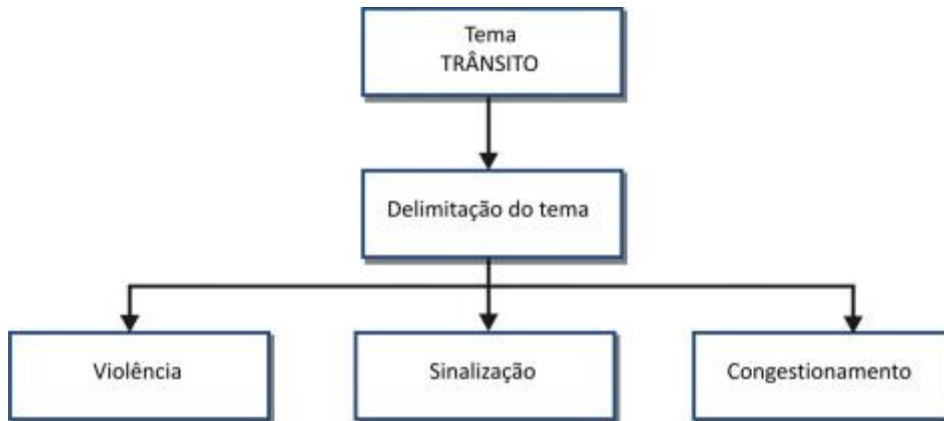 Tema
TRÂNSITO
Delimitação do tema
Violência
Sinalização
Congestionamento